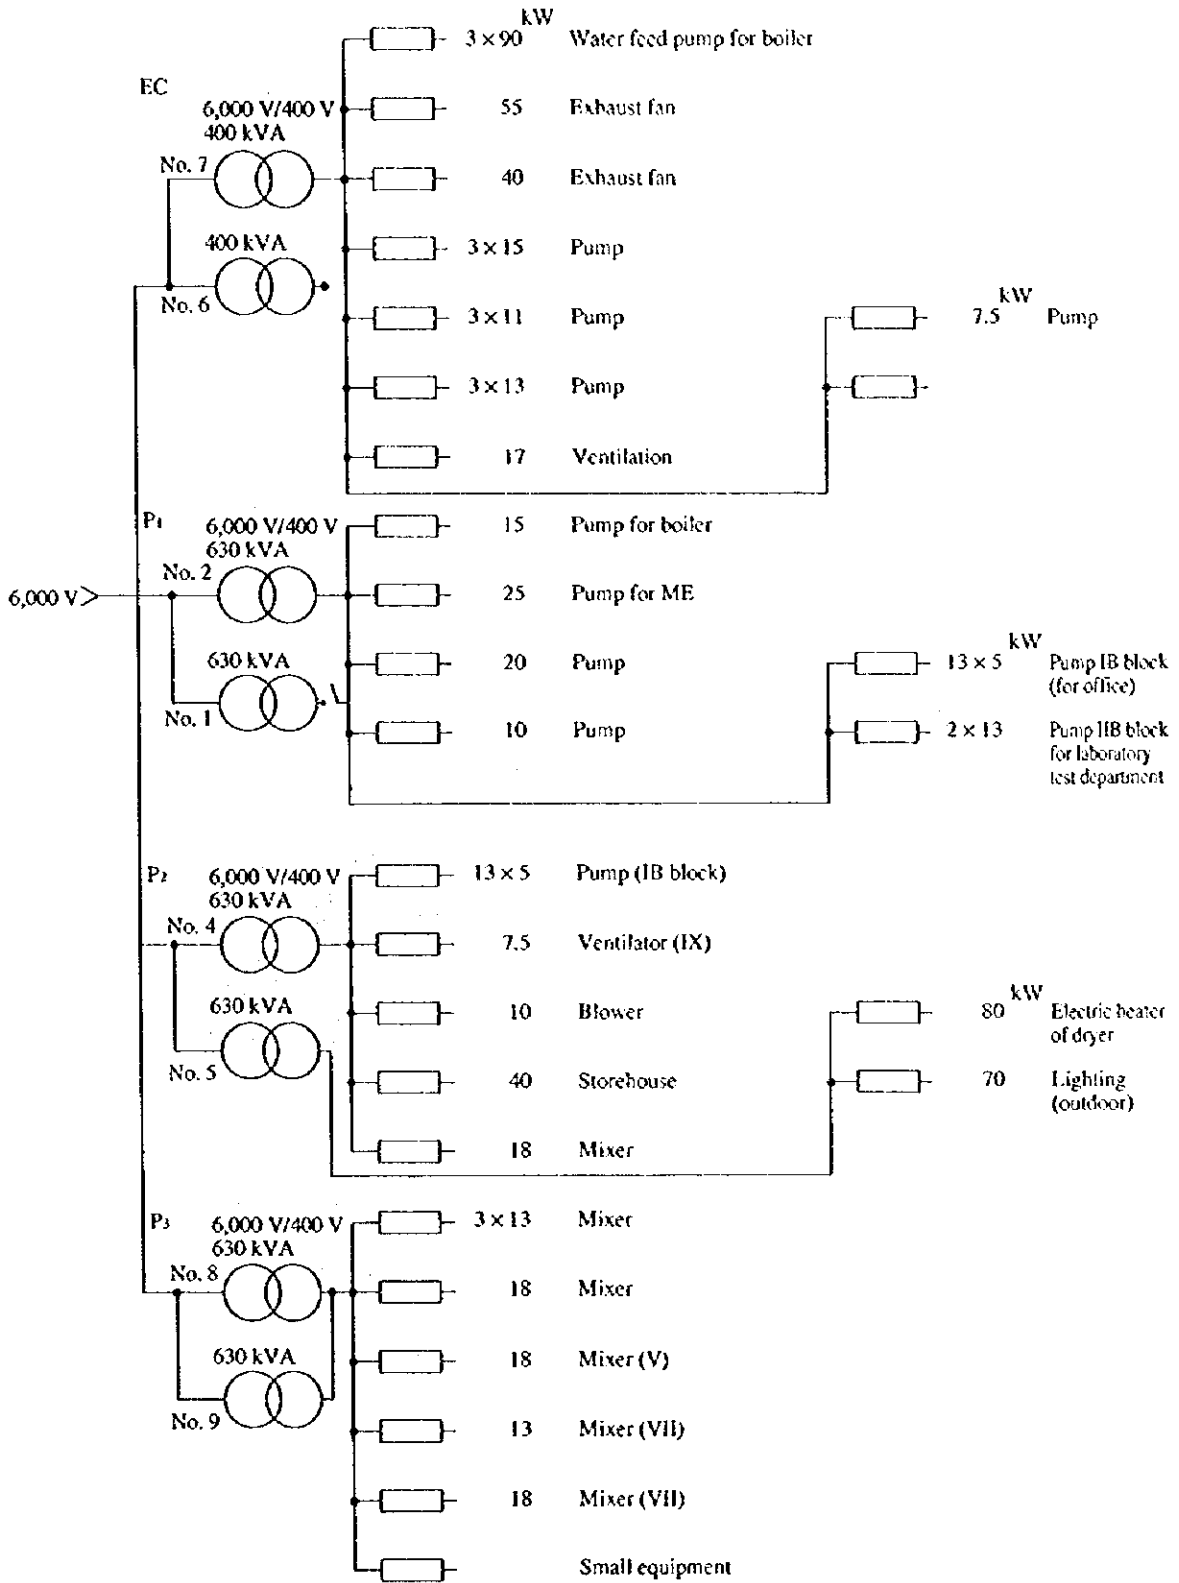 kW
3 × 90 Water feed pump for boiler
EC
6,000 V/400 V
400 kVA
55 Exhaust fan
No. 7
40 Exhaust fan
400 kVA
3 × 15 Pump
No. 6
3 × 11 Pump
kW
7.5 Pump
3 × 13 Pump
17 Ventilation
P1
6,000 V/400 V
630 kVA
15 Pump for boiler
No. 2
6,000 V
25 Pump for ME
630 kVA
20 Pump
kW
13 × 5 Pump IB block
(for office)
No. 1
10 Pump
2 × 13 Pump IIB block
for laboratory
test department
P2
6,000 V/400 V
630 kVA
13 × 5 Pump (IB block)
No. 4
7.5 Ventilator (IX)
630 kVA
10 Blower
kW
80 Electric heater
of dryer
No. 5
40 Storehouse
70 Lighting
(outdoor)
18 Mixer
P3
6,000 V/400 V
630 kVA
3 × 13 Mixer
No. 8
18 Mixer
630 kVA
18 Mixer (V)
No. 9
13 Mixer (VII)
18 Mixer (VII)
Small equipment